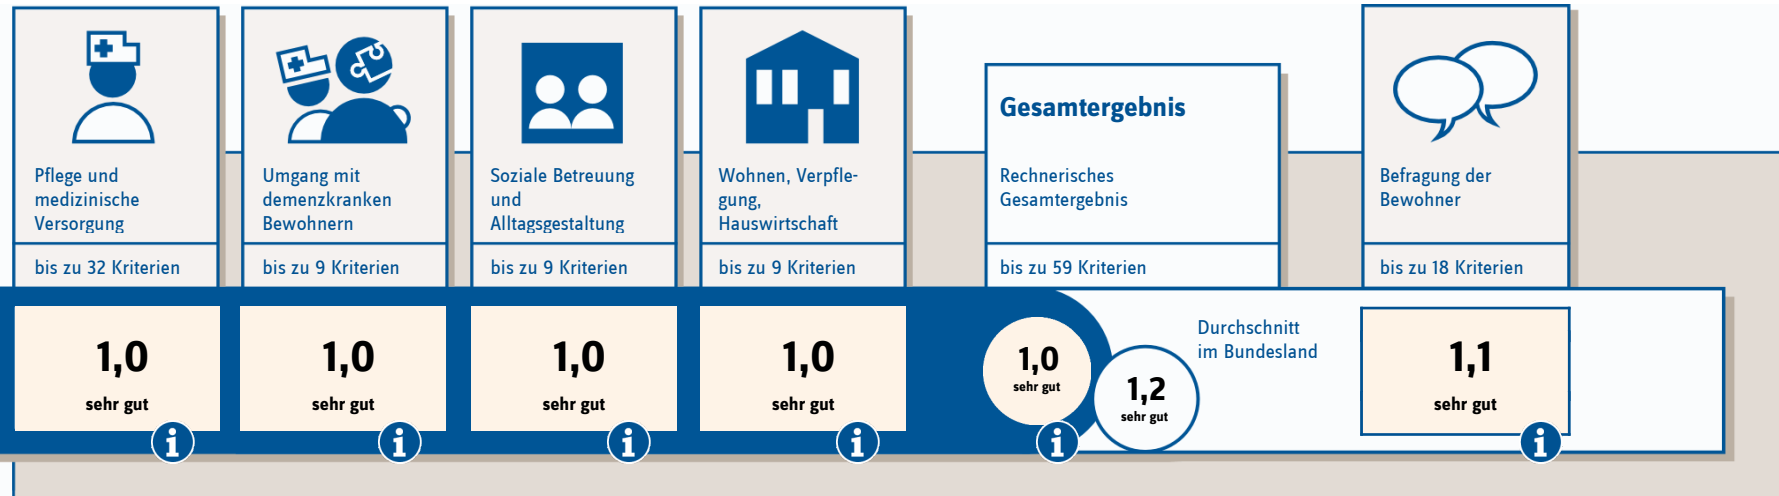 Pflege und
medizinische
Versorgung
bis zu 32 Kriterien
1,0
sehr gut
i
Umgang mit
demenzkranken
Bewohnern
bis zu 9 Kriterien
1,0
sehr gut
i
Soziale Betreuung
und
Alltagsgestaltung
bis zu 9 Kriterien
1,0
sehr gut
i
Wohnen, Verpfle-
gung,
Hauswirtschaft
bis zu 9 Kriterien
1,0
sehr gut
i
Gesamtergebnis
Rechnerisches
Gesamtergebnis
bis zu 59 Kriterien
1,0
sehr gut
i
Durchschnitt
im Bundesland
1,2
sehr gut
Befragung der
Bewohner
bis zu 18 Kriterien
1,1
sehr gut
i